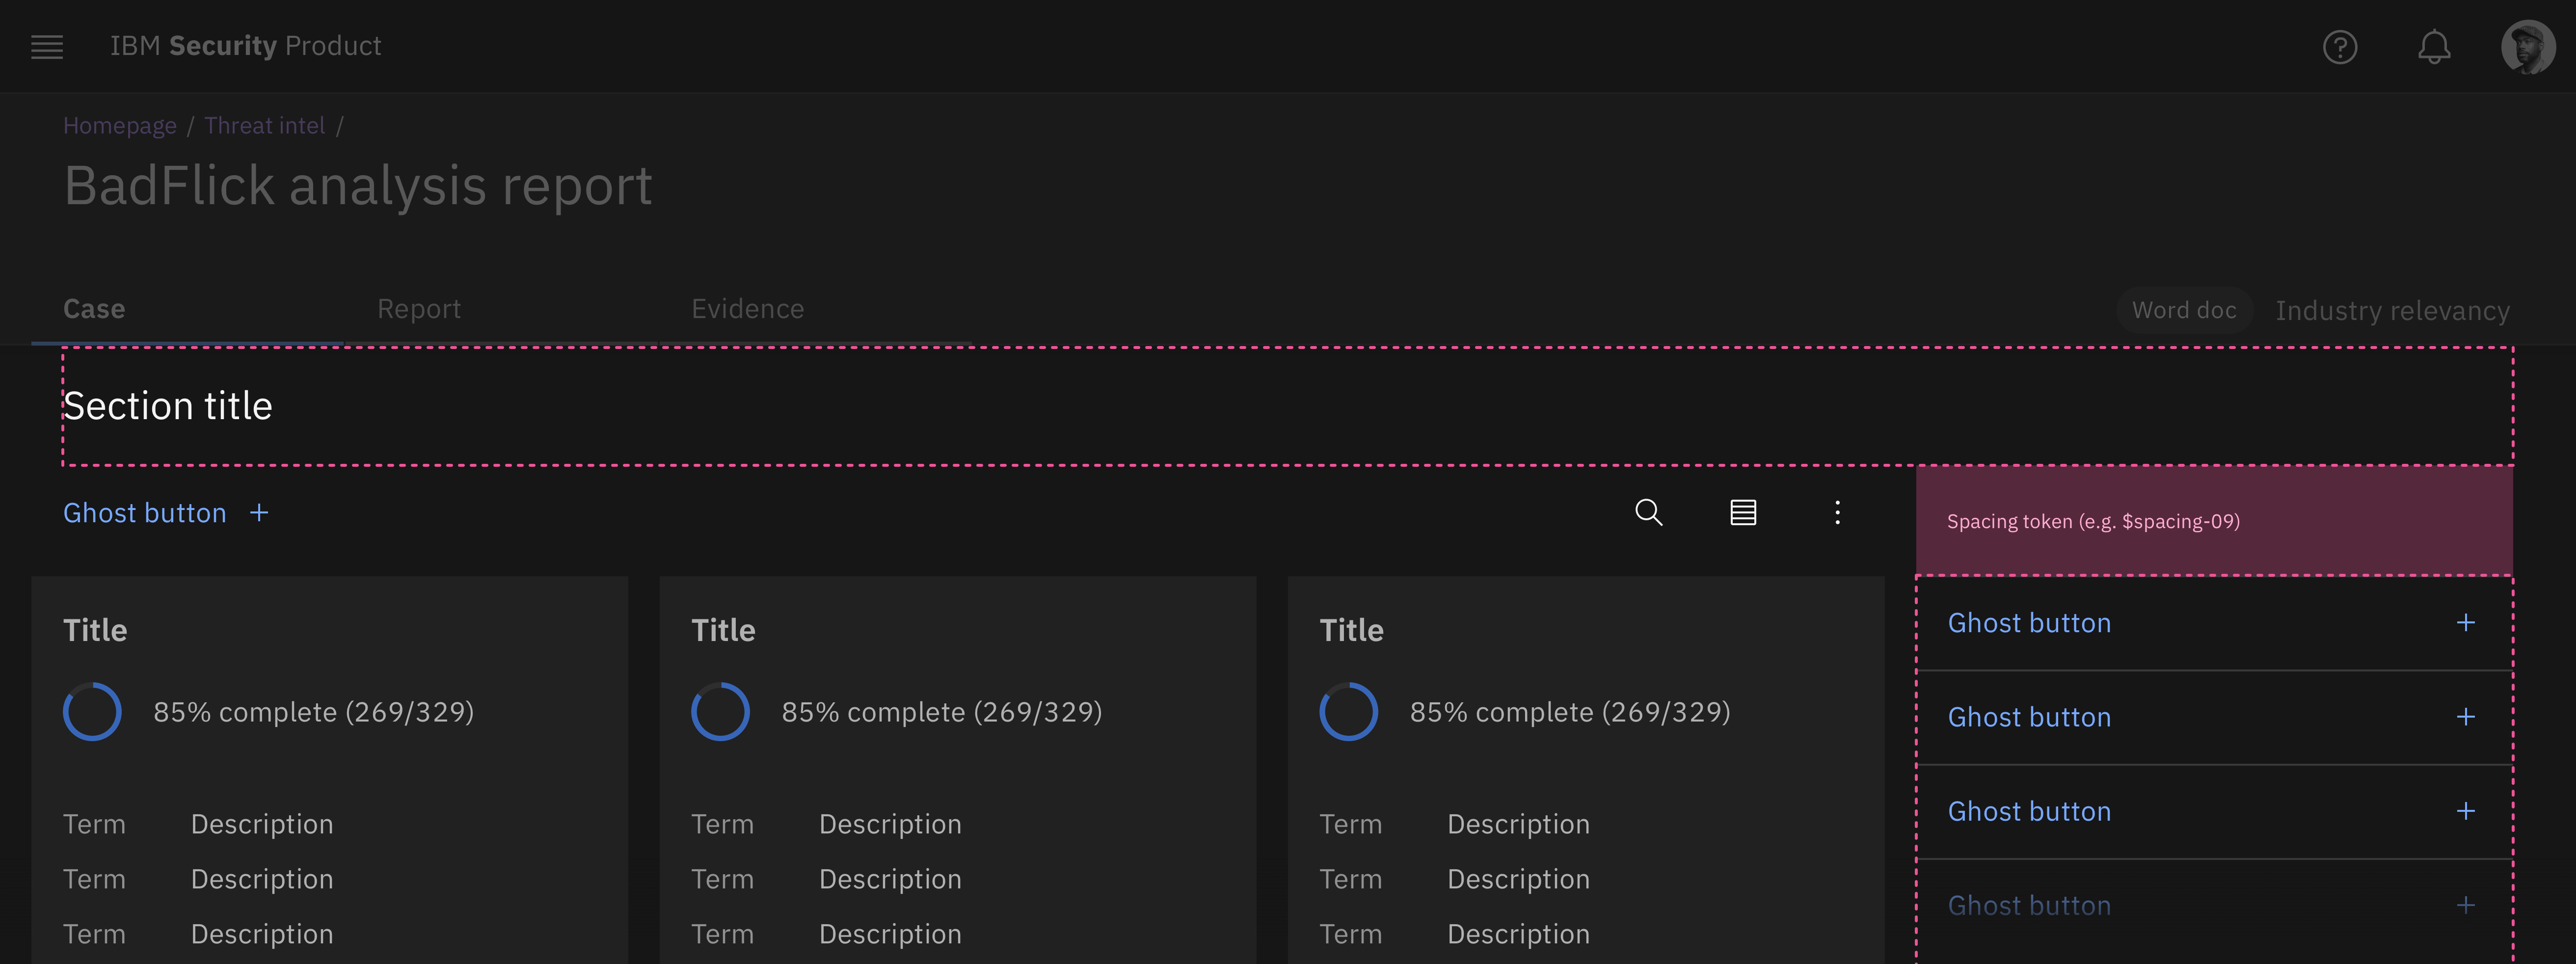 IBM Security Product
Homepage / Threat intel /
BadFlick analysis report
Case
Report
Evidence
Word doc
Industry relevancy
Section title
Ghost button +
Spacing token (e.g. $spacing-09)
Title
85% complete (269/329)
Term Description
Term Description
Term Description
Title
85% complete (269/329)
Term Description
Term Description
Term Description
Title
85% complete (269/329)
Term Description
Term Description
Term Description
Ghost button +
Ghost button +
Ghost button +
Ghost button +